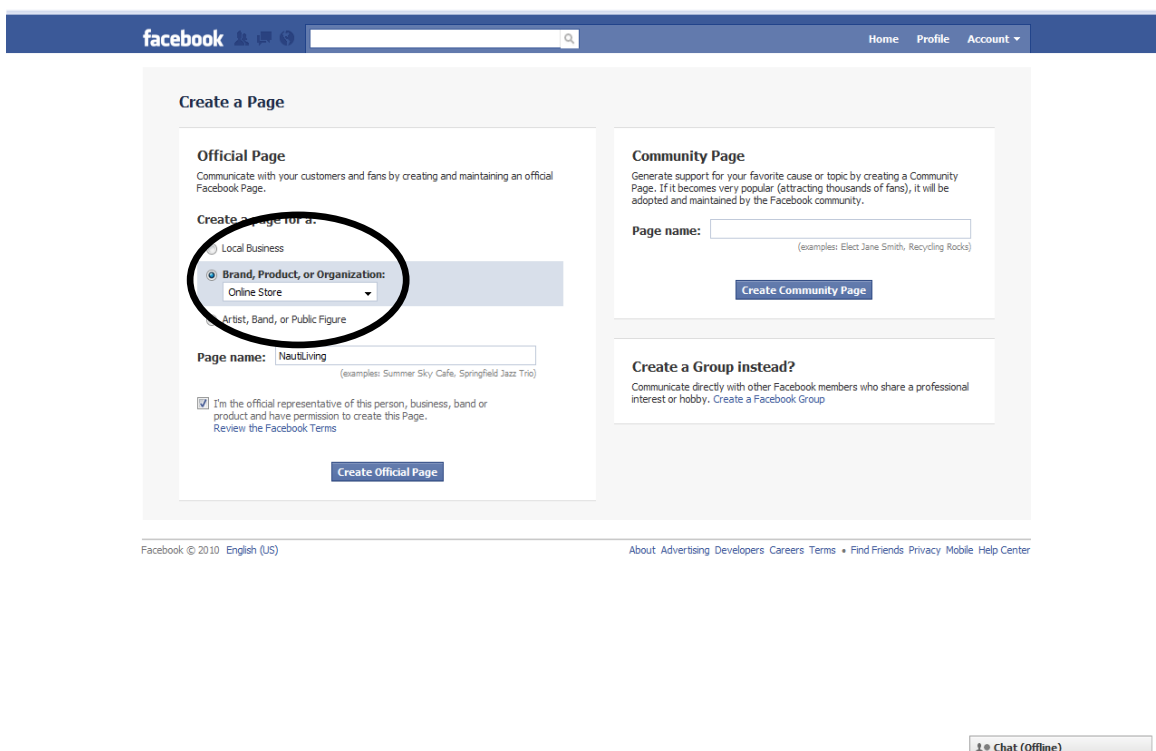 facebook
Home Profile Account
Create a Page
Official Page
Communicate with your customers and fans by creating and maintaining an official
Facebook Page.
Create a page for a:
Local Business
Brand, Product, or Organization:
Online Store
Artist, Band, or Public Figure
Page name: NautiLiving
(examples: Summer Sky Cafe, Springfield Jazz Trio)
I'm the official representative of this person, business, band or
product and have permission to create this Page.
Review the Facebook Terms
Create Official Page
Community Page
Generate support for your favorite cause or topic by creating a Community
Page. If it becomes very popular (attracting thousands of fans), it will be
adopted and maintained by the Facebook community.
Page name:
(examples: Elect Jane Smith, Recycling Rocks)
Create Community Page
Create a Group instead?
Communicate directly with other Facebook members who share a professional
interest or hobby. Create a Facebook Group
Facebook © 2010 English (US)
About Advertising Developers Careers Terms • Find Friends Privacy Mobile Help Center
Chat (Offline)